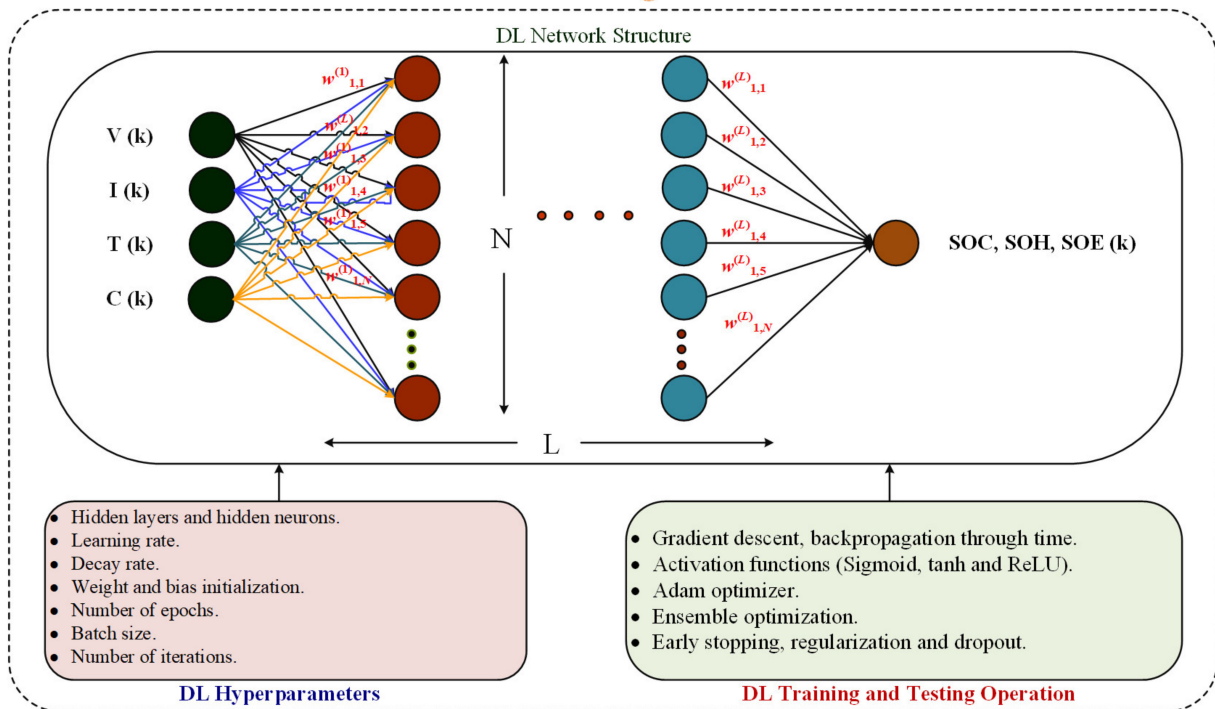 DL Network Structure
w(1)1,1
w(L)1,2
w(1)1,3
w(1)1,4
w(1)1,5
w(1)1,N
V (k)
I (k)
T (k)
C (k)
N
L
w(L)1,1
w(L)1,2
w(L)1,3
w(L)1,4
w(L)1,5
w(L)1,N
SOC, SOH, SOE (k)
• Hidden layers and hidden neurons.
• Learning rate.
• Decay rate.
• Weight and bias initialization.
• Number of epochs.
• Batch size.
• Number of iterations.
DL Hyperparameters
• Gradient descent, backpropagation through time.
• Activation functions (Sigmoid, tanh and ReLU).
• Adam optimizer.
• Ensemble optimization.
• Early stopping, regularization and dropout.
DL Training and Testing Operation